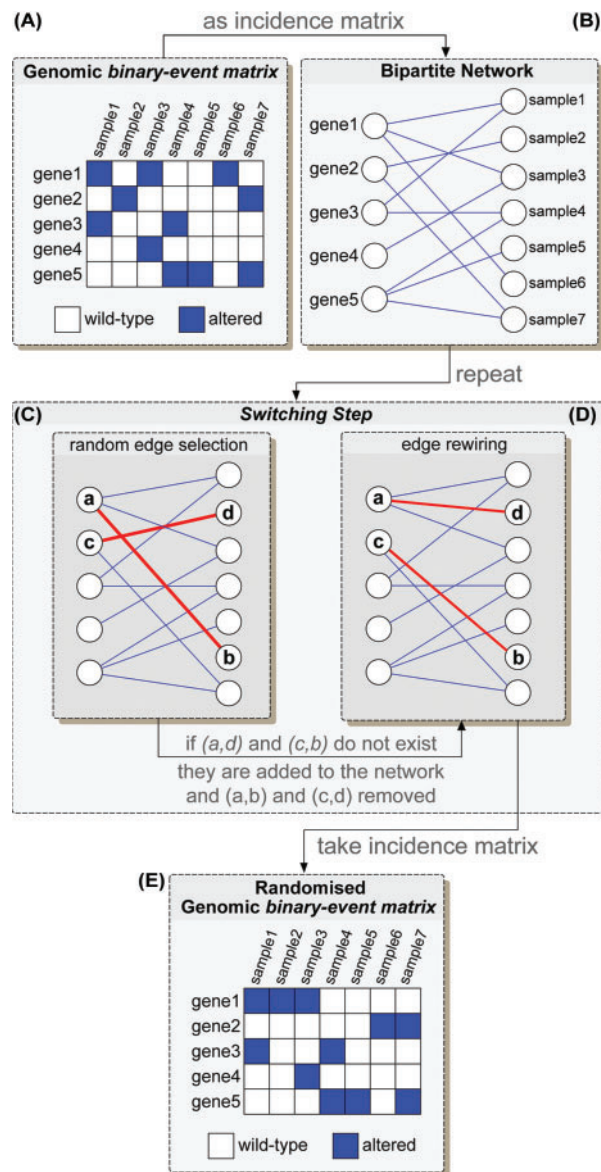 (A)
as incidence matrix
(B)
Genomic binary-event matrix
sample1
sample2
sample3
sample4
sample5
sample6
sample7
gene1
gene2
gene3
gene4
gene5
wild-type
altered
Bipartite Network
gene1
gene2
gene3
gene4
gene5
sample1
sample2
sample3
sample4
sample5
sample6
sample7
repeat
(C)
Switching Step
(D)
random edge selection
a
c
d
b
edge rewiring
a
c
d
b
if (a,d) and (c,b) do not exist
they are added to the network
and (a,b) and (c,d) removed
take incidence matrix
(E)
Randomised
Genomic binary-event matrix
sample1
sample2
sample3
sample4
sample5
sample6
sample7
gene1
gene2
gene3
gene4
gene5
wild-type
altered